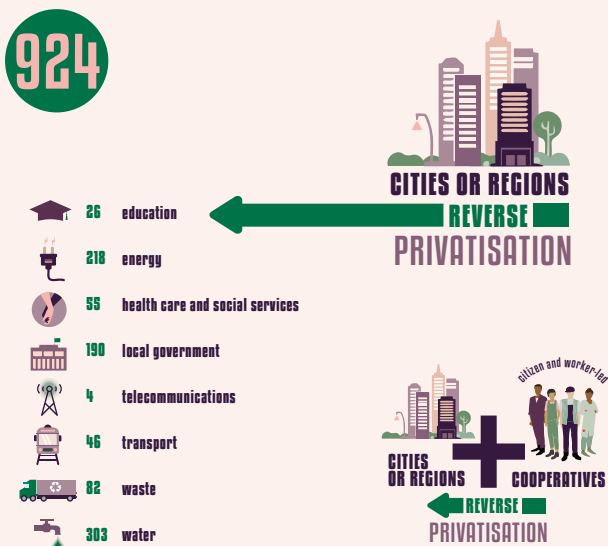 924
CITIES OR REGIONS
REVERSE
PRIVATISATION
26 education
218 energy
55 health care and social services
190 local government
4 telecommunications
46 transport
82 waste
303 water
citizen and worker-led
CITIES
OR REGIONS
COOPERATIVES
REVERSE
PRIVATISATION